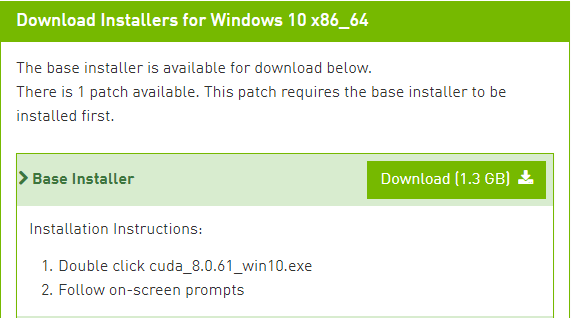 Download Installers for Windows 10 x86_64
The base installer is available for download below.
There is 1 patch available. This patch requires the base installer to be
installed first.
Base Installer
Download (1.3 GB)
Installation Instructions:
1. Double click cuda_8.0.61_win10.exe
2. Follow on-screen prompts